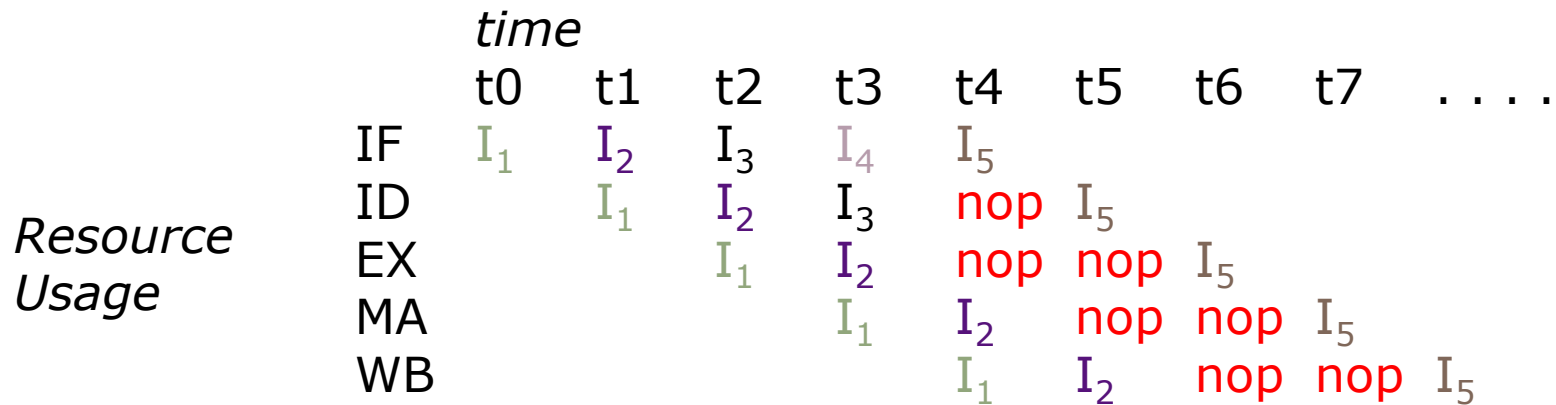 time
t0 t1 t2 t3 t4 t5 t6 t7 . . . .
IF I₁ I₂ I₃ I₄ I₅
ID I₁ I₂ I₃ nop I₅
Resource
Usage
EX I₁ I₂ nop nop I₅
MA I₁ I₂ nop nop I₅
WB I₁ I₂ nop nop I₅